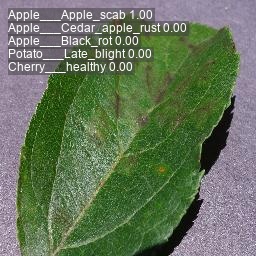 Apple___Apple_scab 1.00
Apple___Cedar_apple_rust 0.00
Apple___Black_rot 0.00
Potato___Late_blight 0.00
Cherry___healthy 0.00